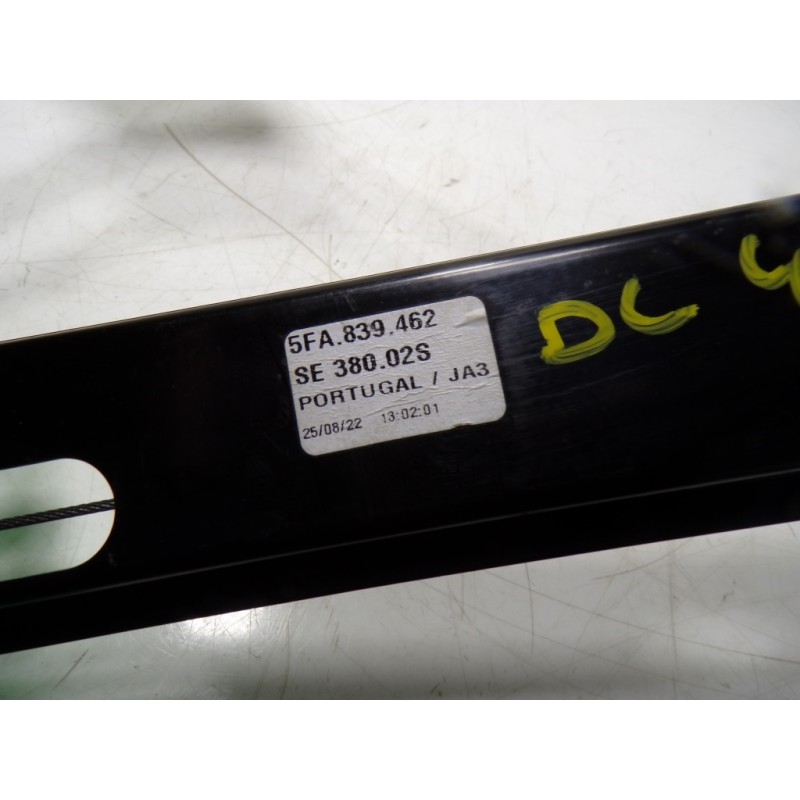 5FA.839.462
SE 380.02S
PORTUGAL / JA3
25/08/22 13:02:01
DC